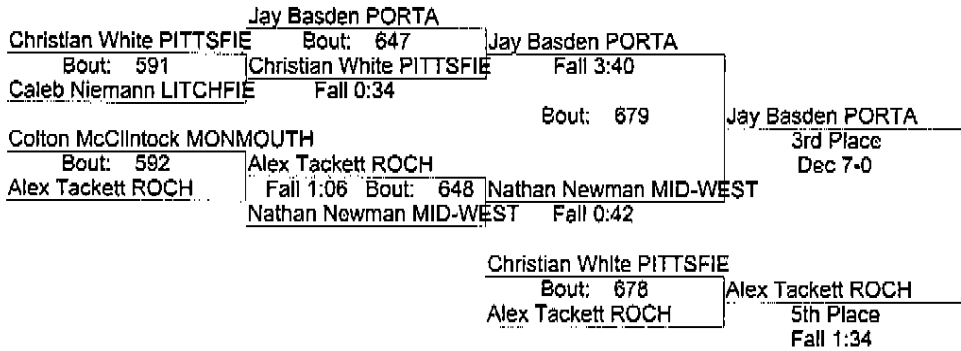 Jay Basden PORTA
Christian White PITTSFIE Bout: 647 Jay Basden PORTA
Bout: 591 Christian White PITTSFIE Fall 3:40
Caleb Niemann LITCHFIE Fall 0:34
Bout: 679 Jay Basden PORTA
Colton McClintock MONMOUTH 3rd Place
Bout: 592 Alex Tackett ROCH Dec 7-0
Alex Tackett ROCH Fall 1:06 Bout: 648 Nathan Newman MID-WEST
Nathan Newman MID-WEST Fall 0:42
Christian White PITTSFIE
Bout: 678 Alex Tackett ROCH
Alex Tackett ROCH 5th Place
Fall 1:34